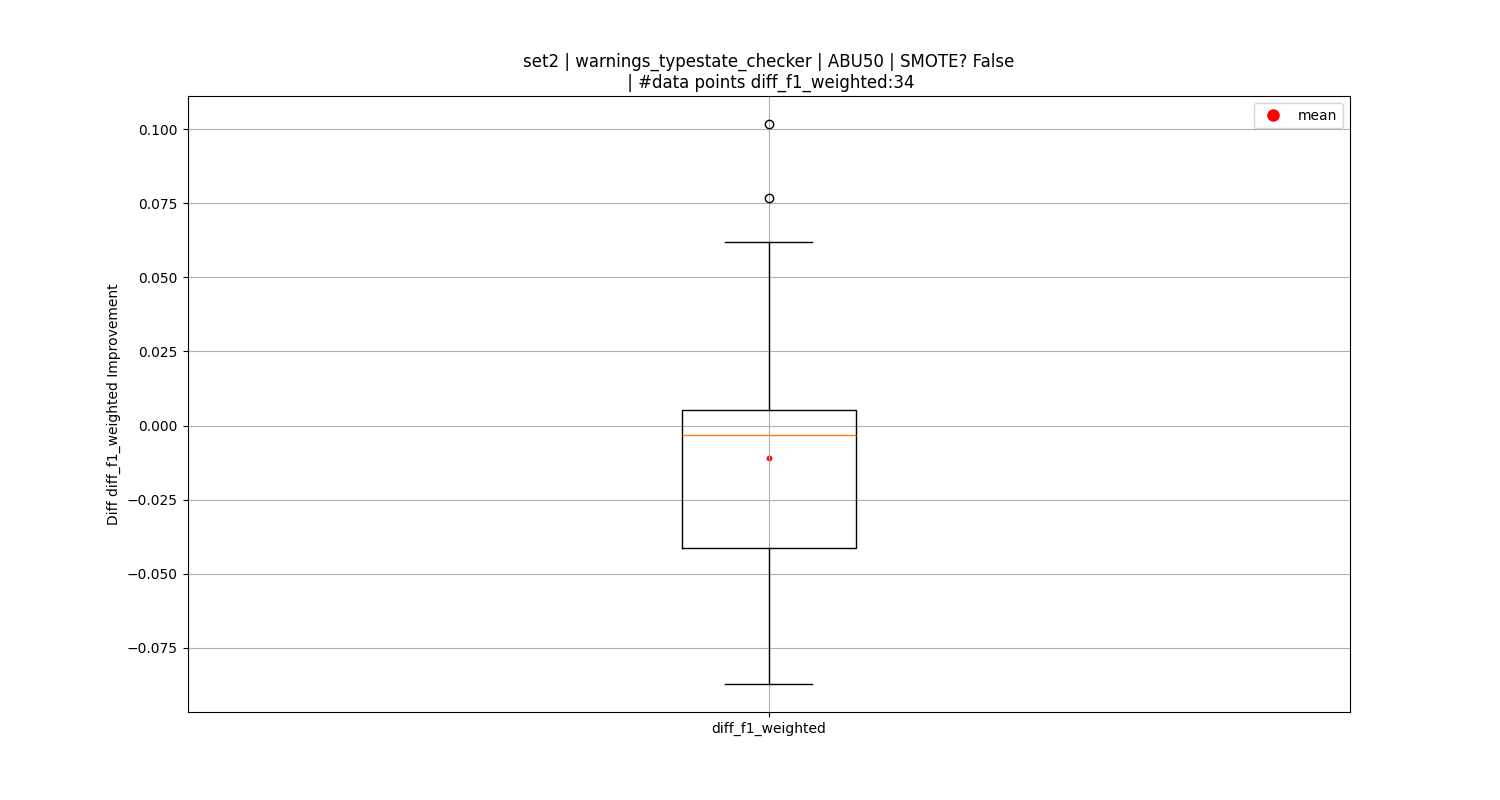 set2 | warnings_typestate_checker | ABU50 | SMOTE? False
| #data points diff_f1_weighted:34
mean
0.100
0.075
0.050
0.025
0.000
−0.025
−0.050
−0.075
Diff diff_f1_weighted Improvement
diff_f1_weighted